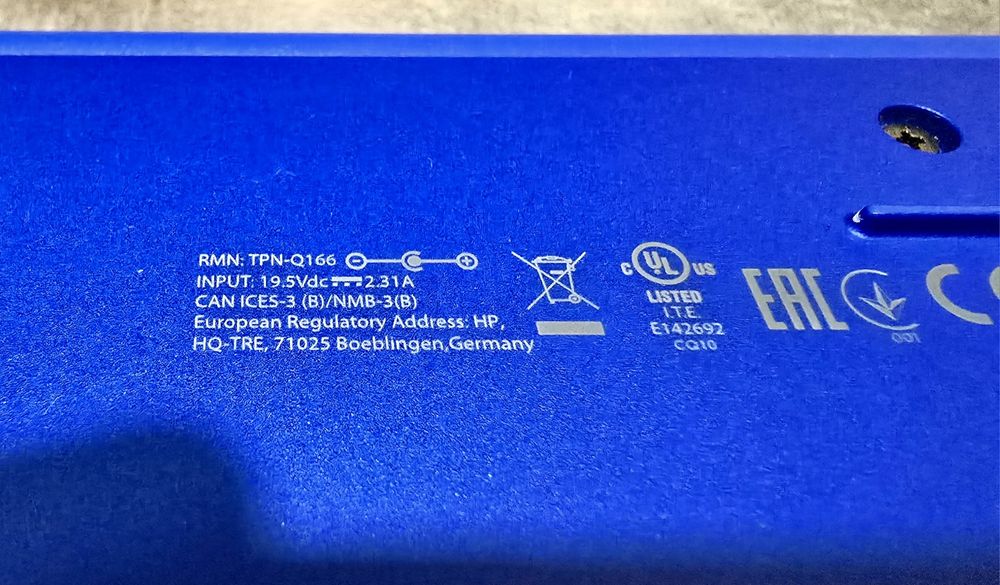 RMN: TPN-Q166
INPUT: 19.5Vdc⎓2.31A
CAN ICES-3 (B)/NMB-3(B)
European Regulatory Address: HP,
HQ-TRE, 71025 Boeblingen,Germany
C UL US
LISTED
I.T.E.
E142692
CQ10
EAC
001
C